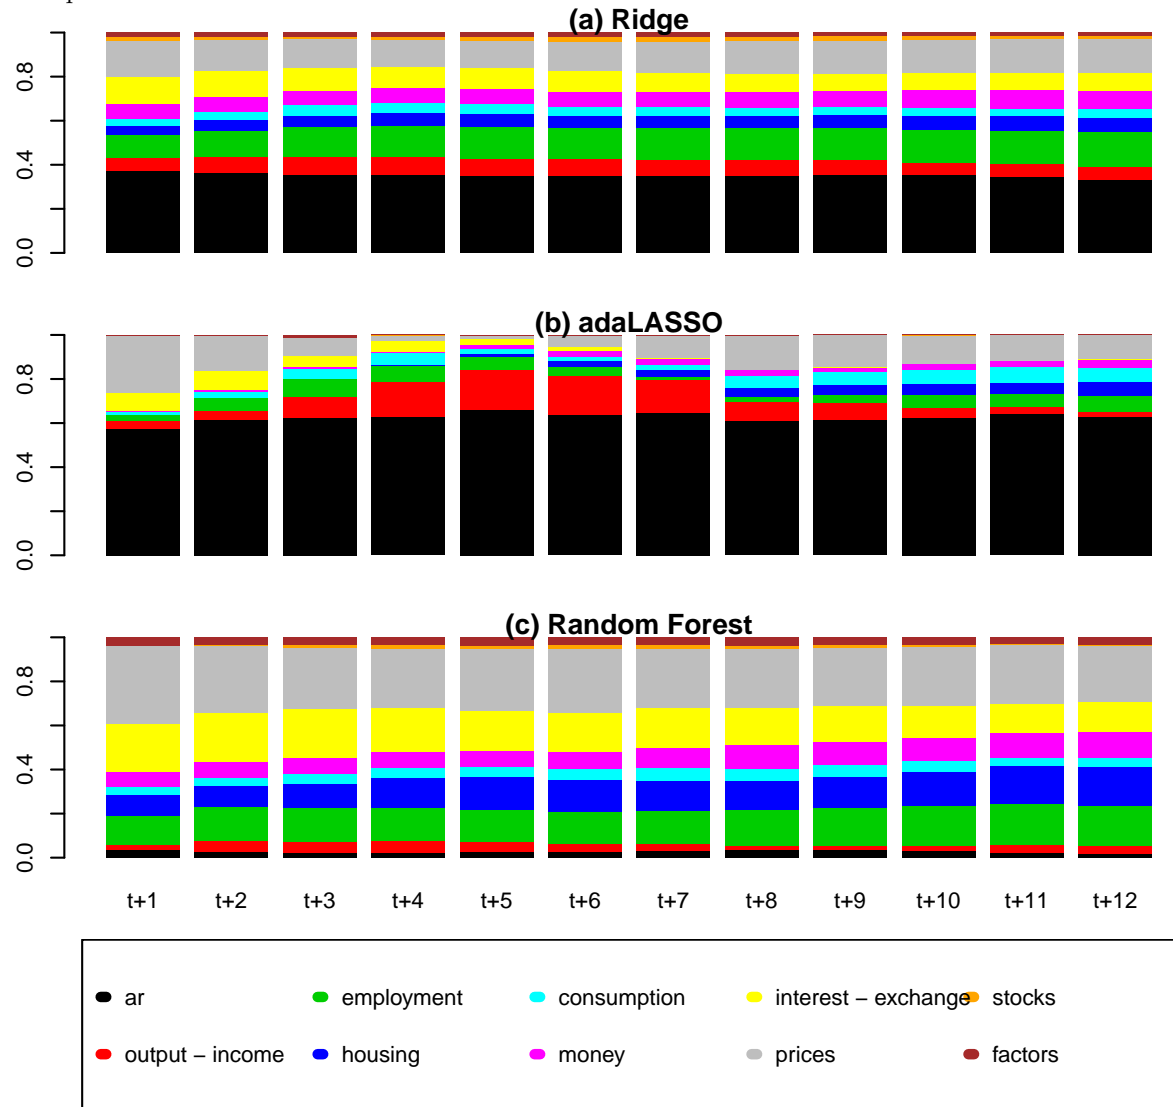 (a) Ridge
0.8
0.4
0.0
(b) adaLASSO
0.8
0.4
0.0
(c) Random Forest
0.8
0.4
0.0
t+1 t+2 t+3 t+4 t+5 t+6 t+7 t+8 t+9 t+10 t+11 t+12
ar employment consumption interest − exchange stocks
output − income housing money prices factors